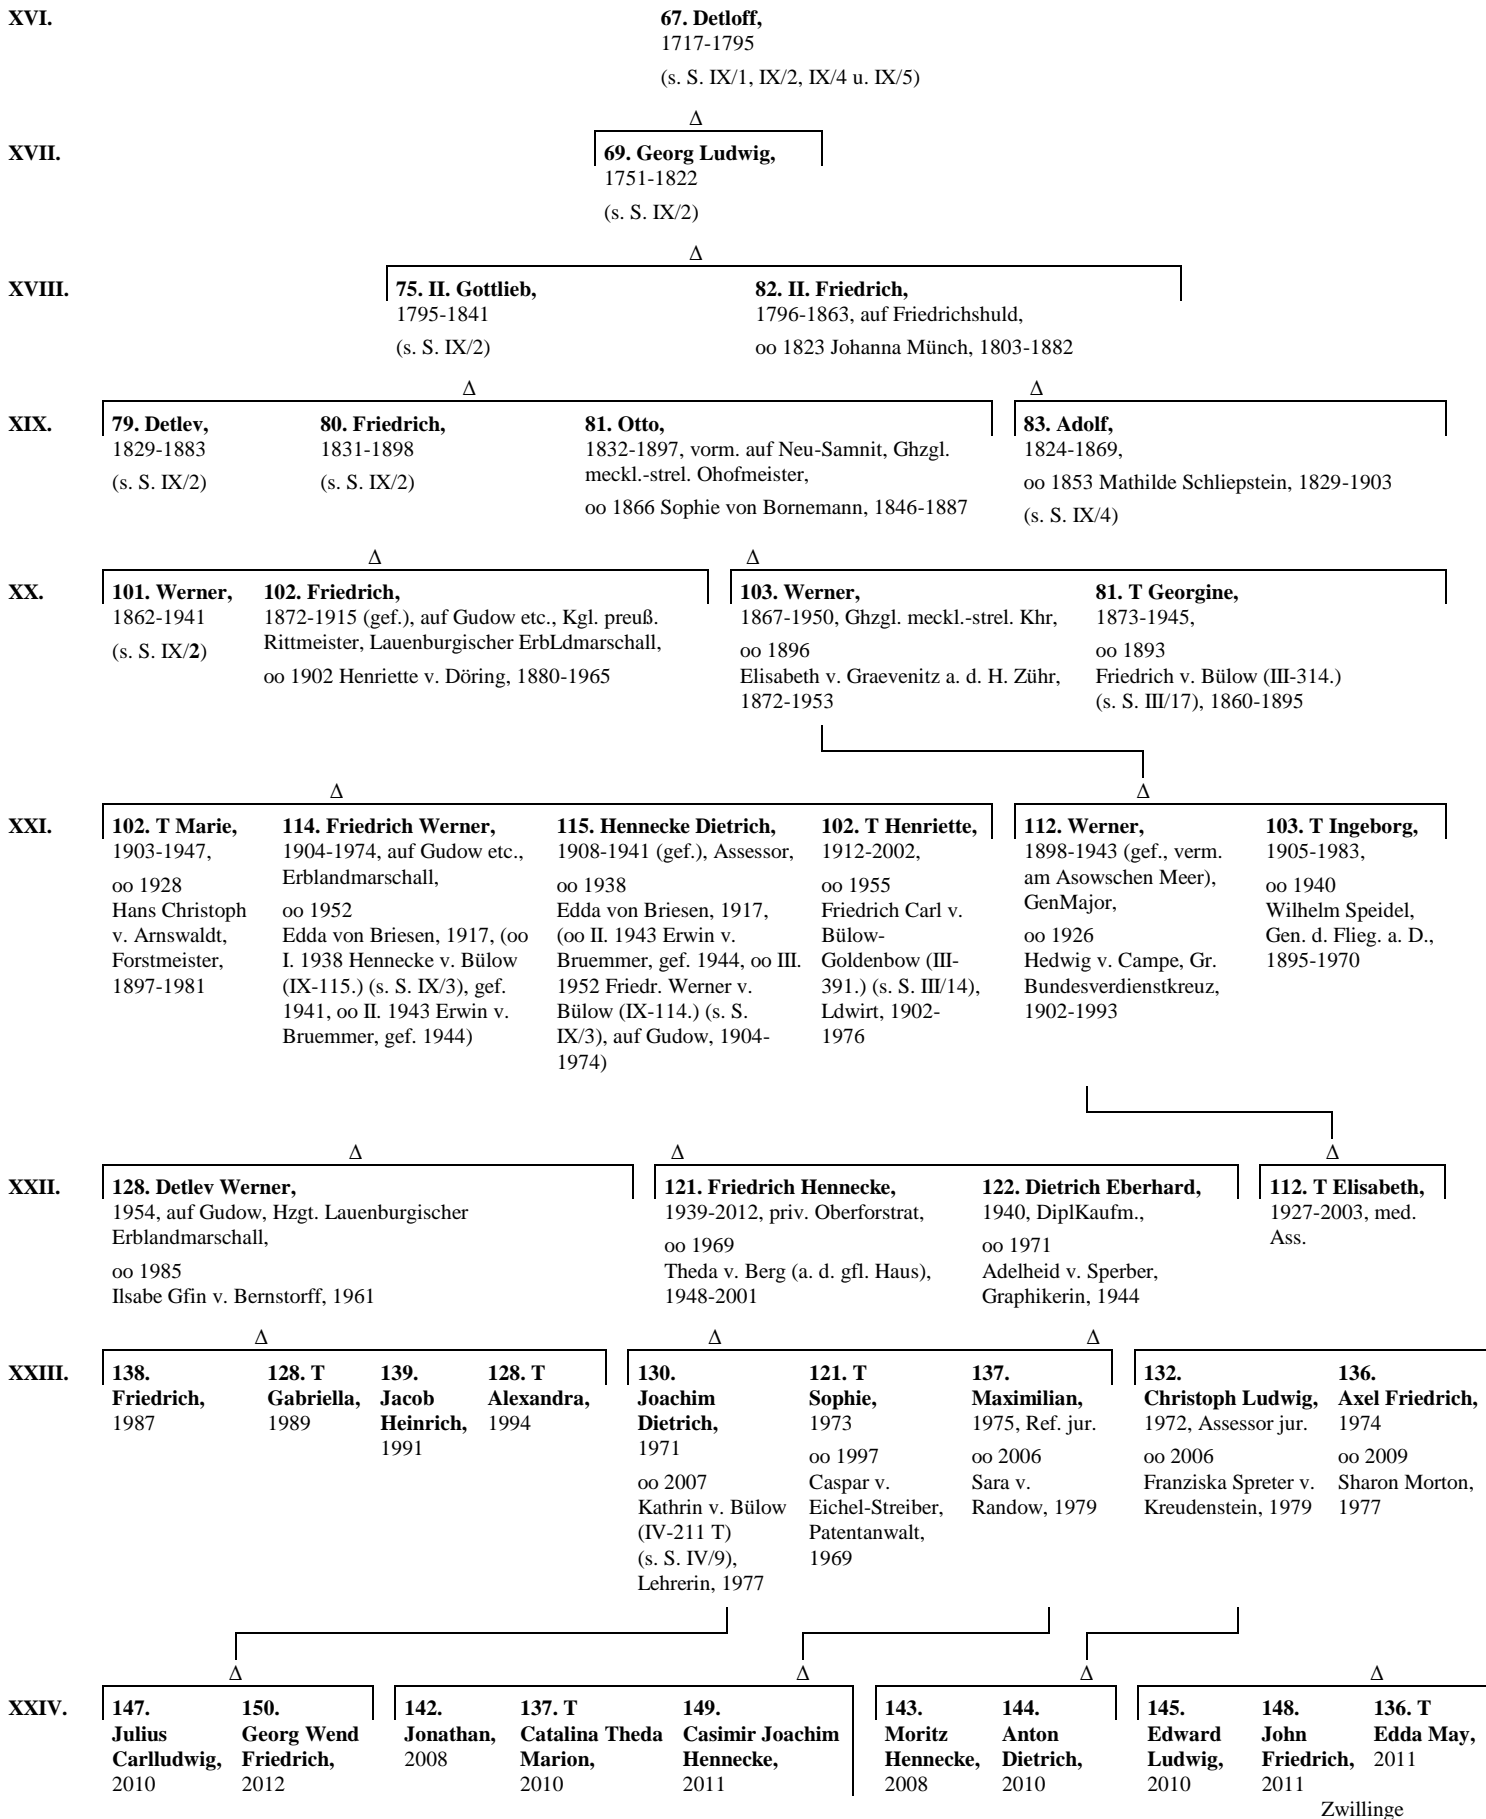 XVI.
67. Detloff,
1717-1795
(s. S. IX/1, IX/2, IX/4 u. IX/5)
Δ
XVII.
69. Georg Ludwig,
1751-1822
(s. S. IX/2)
Δ
XVIII.
75. II. Gottlieb,
1795-1841
(s. S. IX/2)
82. II. Friedrich,
1796-1863, auf Friedrichshuld,
oo 1823 Johanna Münch, 1803-1882
Δ
Δ
XIX.
79. Detlev,
1829-1883
(s. S. IX/2)
80. Friedrich,
1831-1898
(s. S. IX/2)
81. Otto,
1832-1897, vorm. auf Neu-Samnit, Ghzgl.
meckl.-strel. Ohofmeister,
oo 1866 Sophie von Bornemann, 1846-1887
83. Adolf,
1824-1869,
oo 1853 Mathilde Schliepstein, 1829-1903
(s. S. IX/4)
Δ
Δ
XX.
101. Werner,
1862-1941
(s. S. IX/2)
102. Friedrich,
1872-1915 (gef.), auf Gudow etc., Kgl. preuß.
Rittmeister, Lauenburgischer ErbLdmarschall,
oo 1902 Henriette v. Döring, 1880-1965
103. Werner,
1867-1950, Ghzgl. meckl.-strel. Khr,
oo 1896
Elisabeth v. Graevenitz a. d. H. Zühr,
1872-1953
81. T Georgine,
1873-1945,
oo 1893
Friedrich v. Bülow (III-314.)
(s. S. III/17), 1860-1895
Δ
Δ
XXI.
102. T Marie,
1903-1947,
oo 1928
Hans Christoph
v. Arnswaldt,
Forstmeister,
1897-1981
114. Friedrich Werner,
1904-1974, auf Gudow etc.,
Erblandmarschall,
oo 1952
Edda von Briesen, 1917, (oo
I. 1938 Hennecke v. Bülow
(IX-115.) (s. S. IX/3), gef.
1941, oo II. 1943 Erwin v.
Bruemmer, gef. 1944)
115. Hennecke Dietrich,
1908-1941 (gef.), Assessor,
oo 1938
Edda von Briesen, 1917,
(oo II. 1943 Erwin v.
Bruemmer, gef. 1944, oo III.
1952 Friedr. Werner v.
Bülow (IX-114.) (s. S.
IX/3), auf Gudow, 1904-
1974)
102. T Henriette,
1912-2002,
oo 1955
Friedrich Carl v.
Bülow-
Goldenbow (III-
391.) (s. S. III/14),
Ldwirt, 1902-
1976
112. Werner,
1898-1943 (gef., verm.
am Asowschen Meer),
GenMajor,
oo 1926
Hedwig v. Campe, Gr.
Bundesverdienstkreuz,
1902-1993
103. T Ingeborg,
1905-1983,
oo 1940
Wilhelm Speidel,
Gen. d. Flieg. a. D.,
1895-1970
Δ
Δ
Δ
XXII.
128. Detlev Werner,
1954, auf Gudow, Hzgt. Lauenburgischer
Erblandmarschall,
oo 1985
Ilsabe Gfin v. Bernstorff, 1961
121. Friedrich Hennecke,
1939-2012, priv. Oberforstrat,
oo 1969
Theda v. Berg (a. d. gfl. Haus),
1948-2001
122. Dietrich Eberhard,
1940, DiplKaufm.,
oo 1971
Adelheid v. Sperber,
Graphikerin, 1944
112. T Elisabeth,
1927-2003, med.
Ass.
Δ
Δ
Δ
XXIII.
138.
Friedrich,
1987
128. T
Gabriella,
1989
139.
Jacob
Heinrich,
1991
128. T
Alexandra,
1994
130.
Joachim
Dietrich,
1971
oo 2007
Kathrin v. Bülow
(IV-211 T)
(s. S. IV/9),
Lehrerin, 1977
121. T
Sophie,
1973
oo 1997
Caspar v.
Eichel-Streiber,
Patentanwalt,
1969
137.
Maximilian,
1975, Ref. jur.
oo 2006
Sara v.
Randow, 1979
132.
Christoph Ludwig,
1972, Assessor jur.
oo 2006
Franziska Spreter v.
Kreudenstein, 1979
136.
Axel Friedrich,
1974
oo 2009
Sharon Morton,
1977
Δ
Δ
Δ
Δ
XXIV.
147.
Julius
Carlludwig,
2010
150.
Georg Wend
Friedrich,
2012
142.
Jonathan,
2008
137. T
Catalina Theda
Marion,
2010
149.
Casimir Joachim
Hennecke,
2011
143.
Moritz
Hennecke,
2008
144.
Anton
Dietrich,
2010
145.
Edward
Ludwig,
2010
148.
John
Friedrich,
2011
136. T
Edda May,
2011
Zwillinge